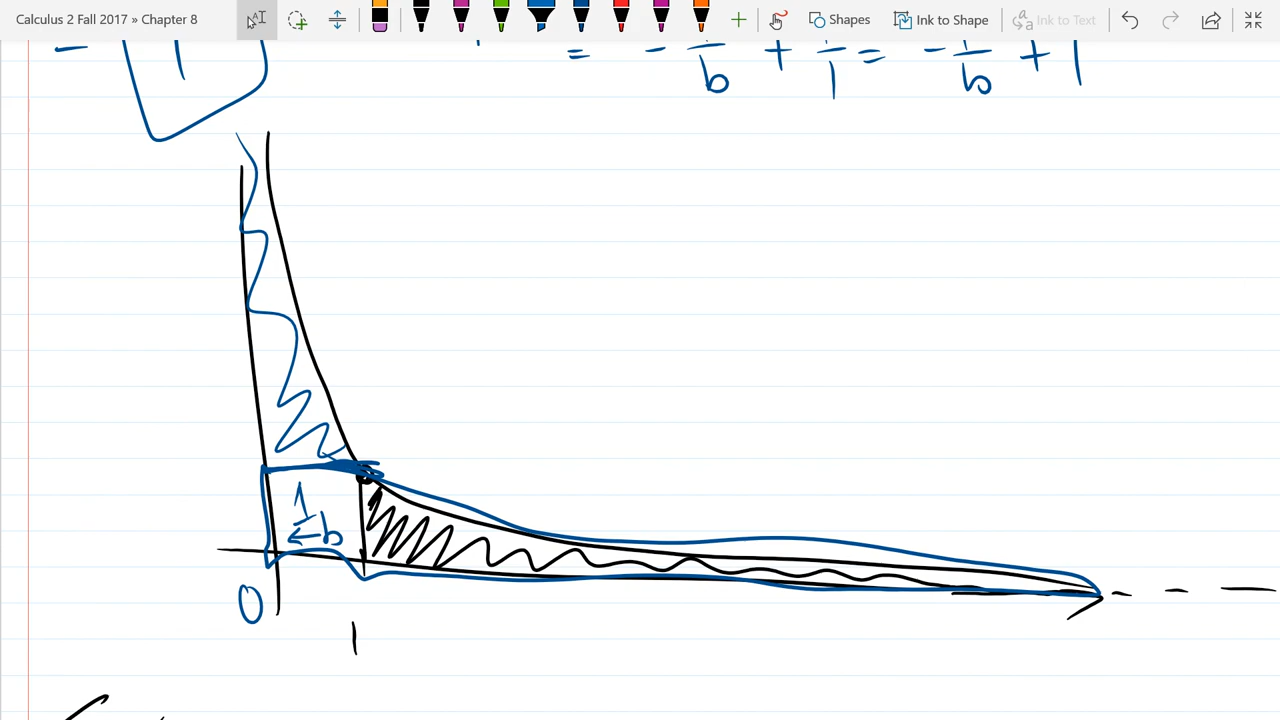 Calculus 2 Fall 2017 » Chapter 8
Shapes
Ink to Shape
Ink to Text
= - 1/b + 1/1 = - 1/b + 1
1
1
←b
0
1